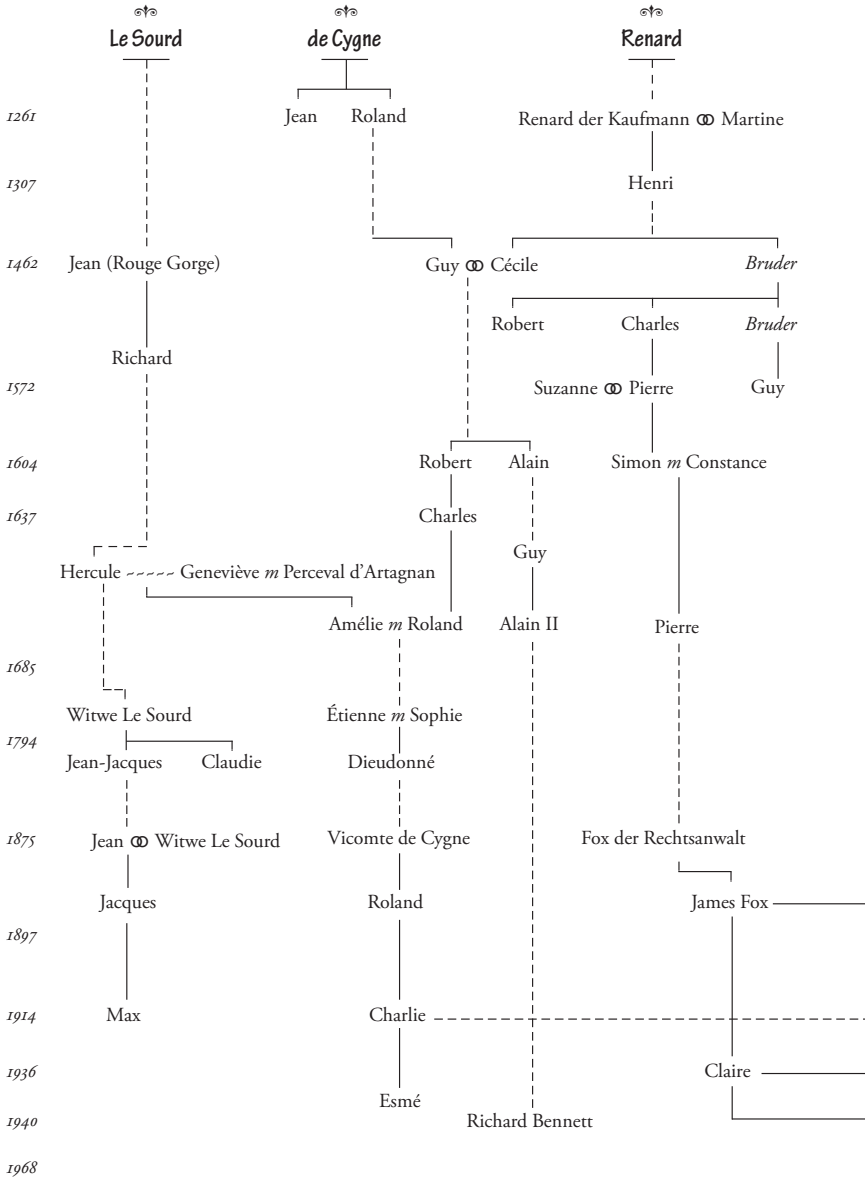 Le Sourd de Cygne Renard
1261 Jean Roland Renard der Kaufmann ⚭ Martine
1307 Henri
1462 Jean (Rouge Gorge) Guy ⚭ Cécile Bruder
Robert Charles Bruder
Richard
1572 Suzanne ⚭ Pierre Guy
1604 Robert Alain Simon m Constance
1637 Charles
Guy
Hercule ~~~~~ Geneviève m Perceval d'Artagnan
Amélie m Roland Alain II Pierre
1685
Witwe Le Sourd Étienne m Sophie
1794
Jean-Jacques Claudie Dieudonné
1875 Jean ⚭ Witwe Le Sourd Vicomte de Cygne Fox der Rechtsanwalt
Jacques Roland James Fox
1897
1914 Max Charlie
1936 Claire
Esmé
1940 Richard Bennett
1968